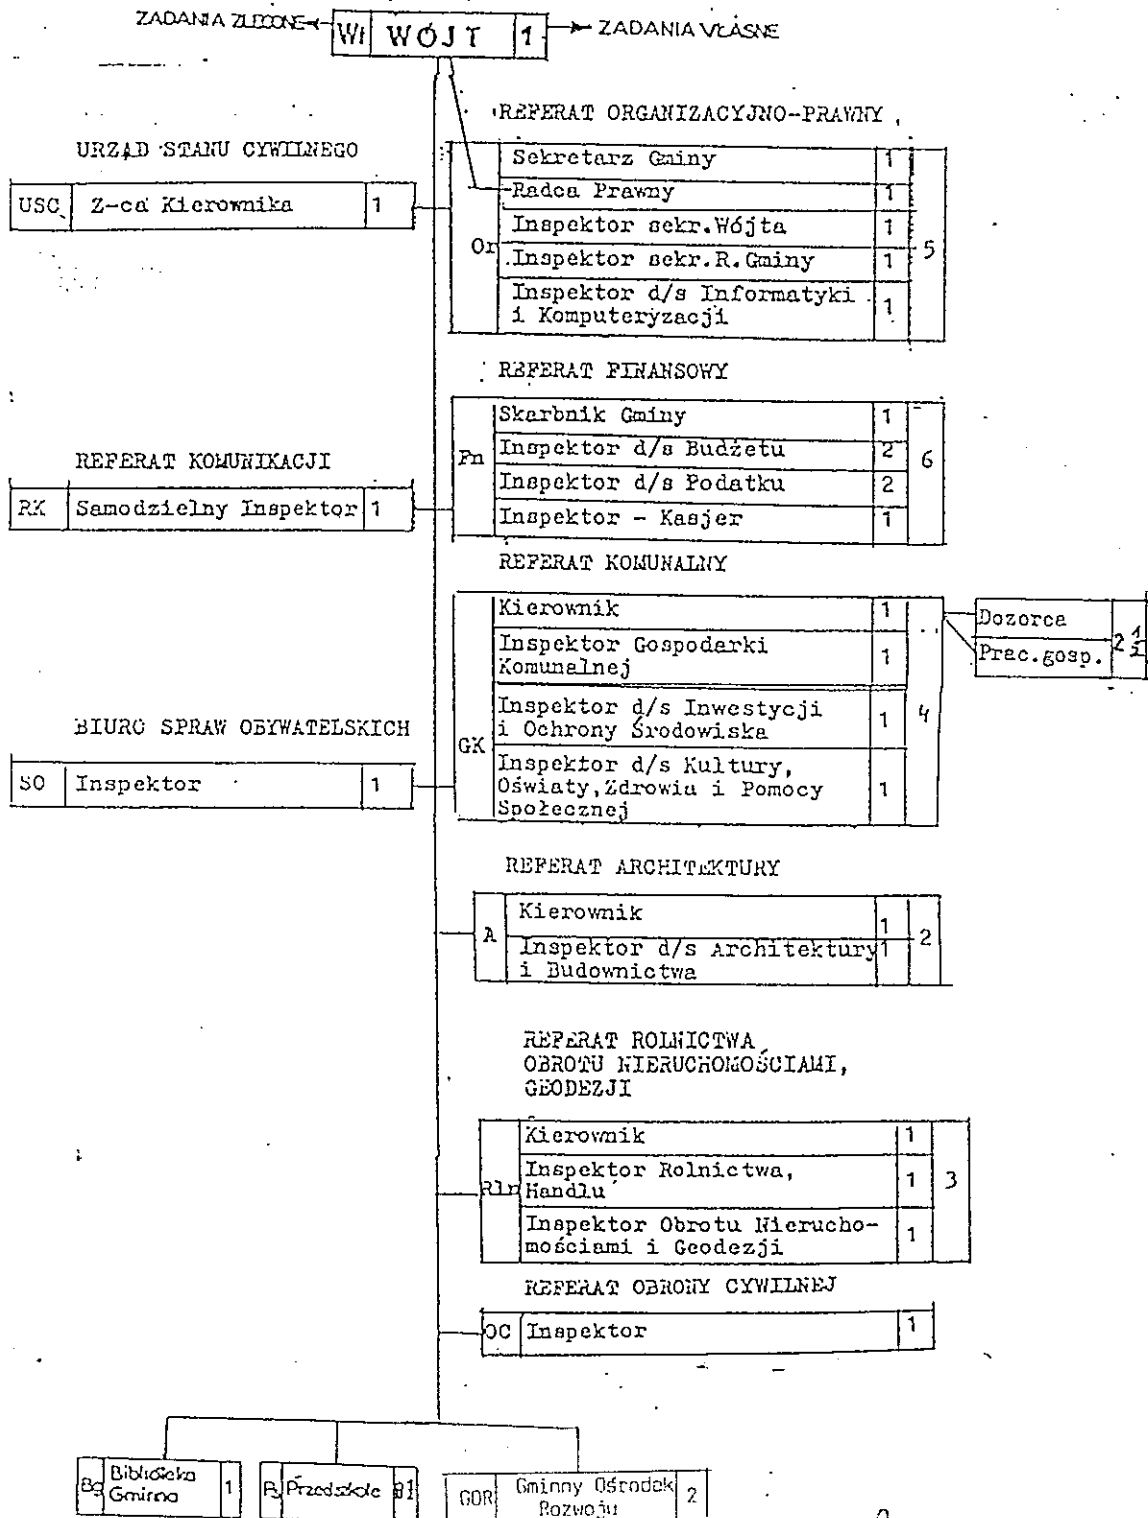 ZADANIA ZLECONE
WÓJT 1
ZADANIA WŁASNE
REFERAT ORGANIZACYJNO-PRAWNY
URZĄD STANU CYWILNEGO
USC Z-ca Kierownika 1
Or
Sekretarz Gminy 1
Radca Prawny 1
Inspektor sekr.Wójta 1
Inspektor sekr.R.Gminy 1
Inspektor d/s Informatyki
i Komputeryzacji 1
5
REFERAT FINANSOWY
Fn
Skarbnik Gminy 1
Inspektor d/s Budżetu 2
Inspektor d/s Podatku 2
Inspektor - Kasjer 1
6
REFERAT KOMUNIKACJI
RK Samodzielny Inspektor 1
REFERAT KOMUNALNY
GK
Kierownik 1
Inspektor Gospodarki
Komunalnej 1
Inspektor d/s Inwestycji
i Ochrony Środowiska 1
Inspektor d/s Kultury,
Oświaty,Zdrowia i Pomocy
Społecznej 1
4
Dozorca
Prac.gosp.
BIURO SPRAW OBYWATELSKICH
SO Inspektor 1
REFERAT ARCHITEKTURY
A
Kierownik 1
Inspektor d/s Architektury 1
i Budownictwa
2
REFERAT ROLNICTWA
OBROTU NIERUCHOMOŚCIAMI,
GEODEZJI
Rln
Kierownik 1
Inspektor Rolnictwa,
Handlu 1
Inspektor Obrotu Nierucho-
mościami i Geodezji 1
3
REFERAT OBRONY CYWILNEJ
OC Inspektor 1
Bg Biblioteka
Gminna 1
Przedszkole
GOR Gminny Ośrodek
Rozwoju 2